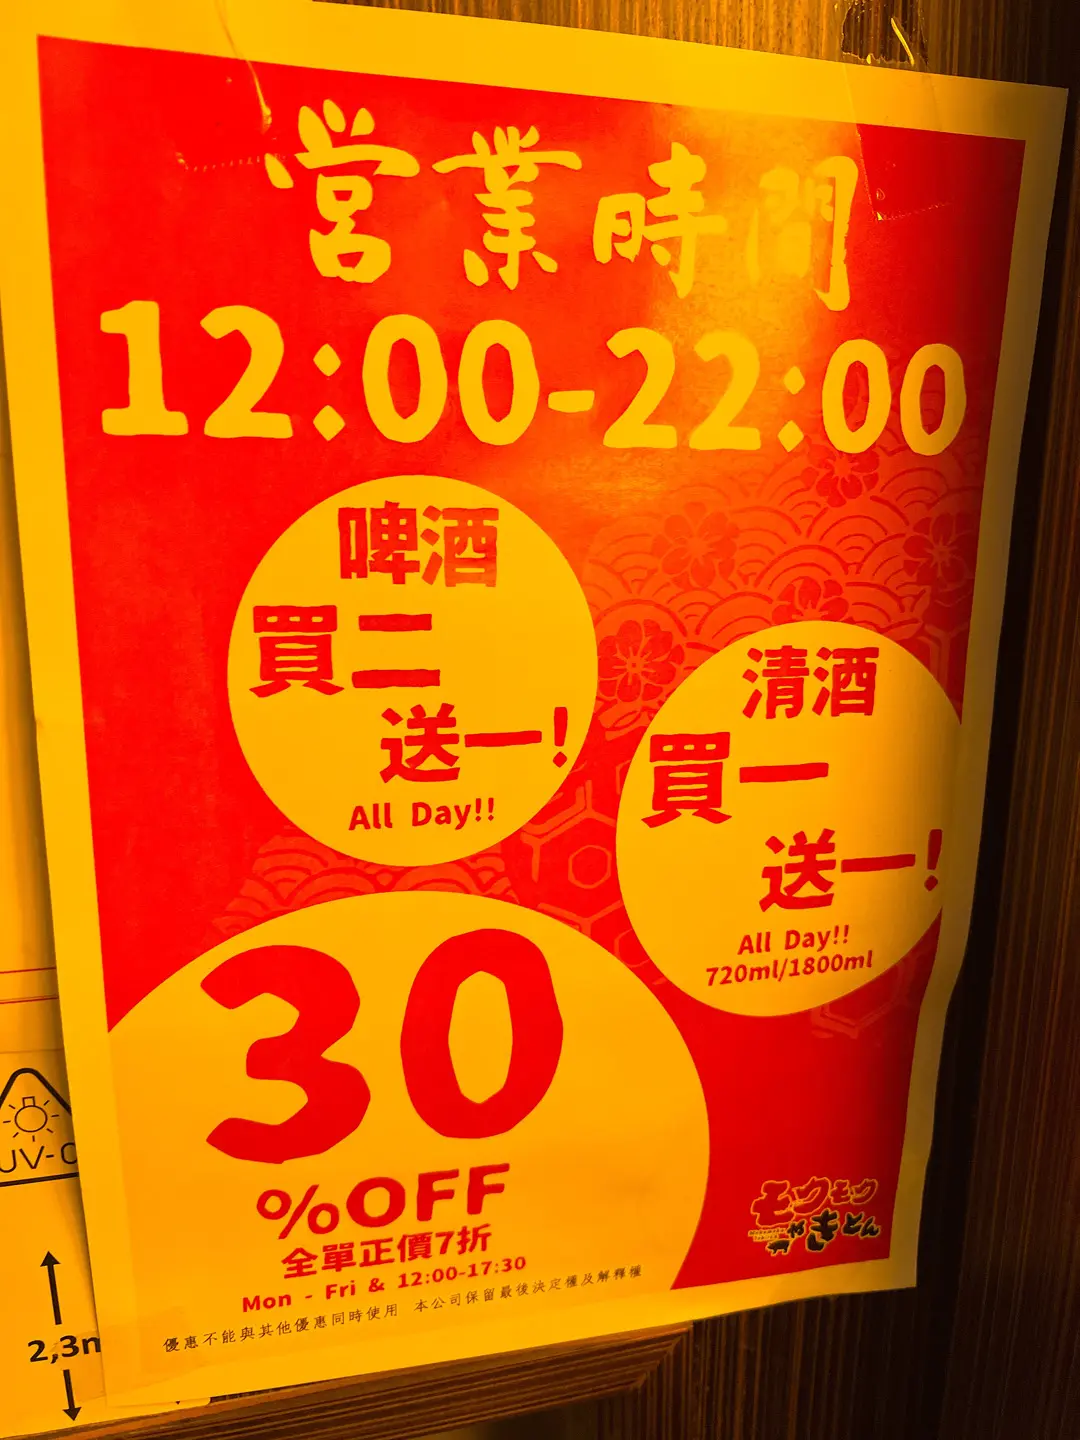 営業時間
12:00-22:00
啤酒
買二
送一!
All Day!!
清酒
買一
送一!
All Day!!
720ml/1800ml
30
%OFF
全單正價7折
Mon - Fri & 12:00-17:30
優惠不能與其他優惠同時使用 本公司保留最後決定權及解釋權
モクモク
やきとん
UV-C
2,3m